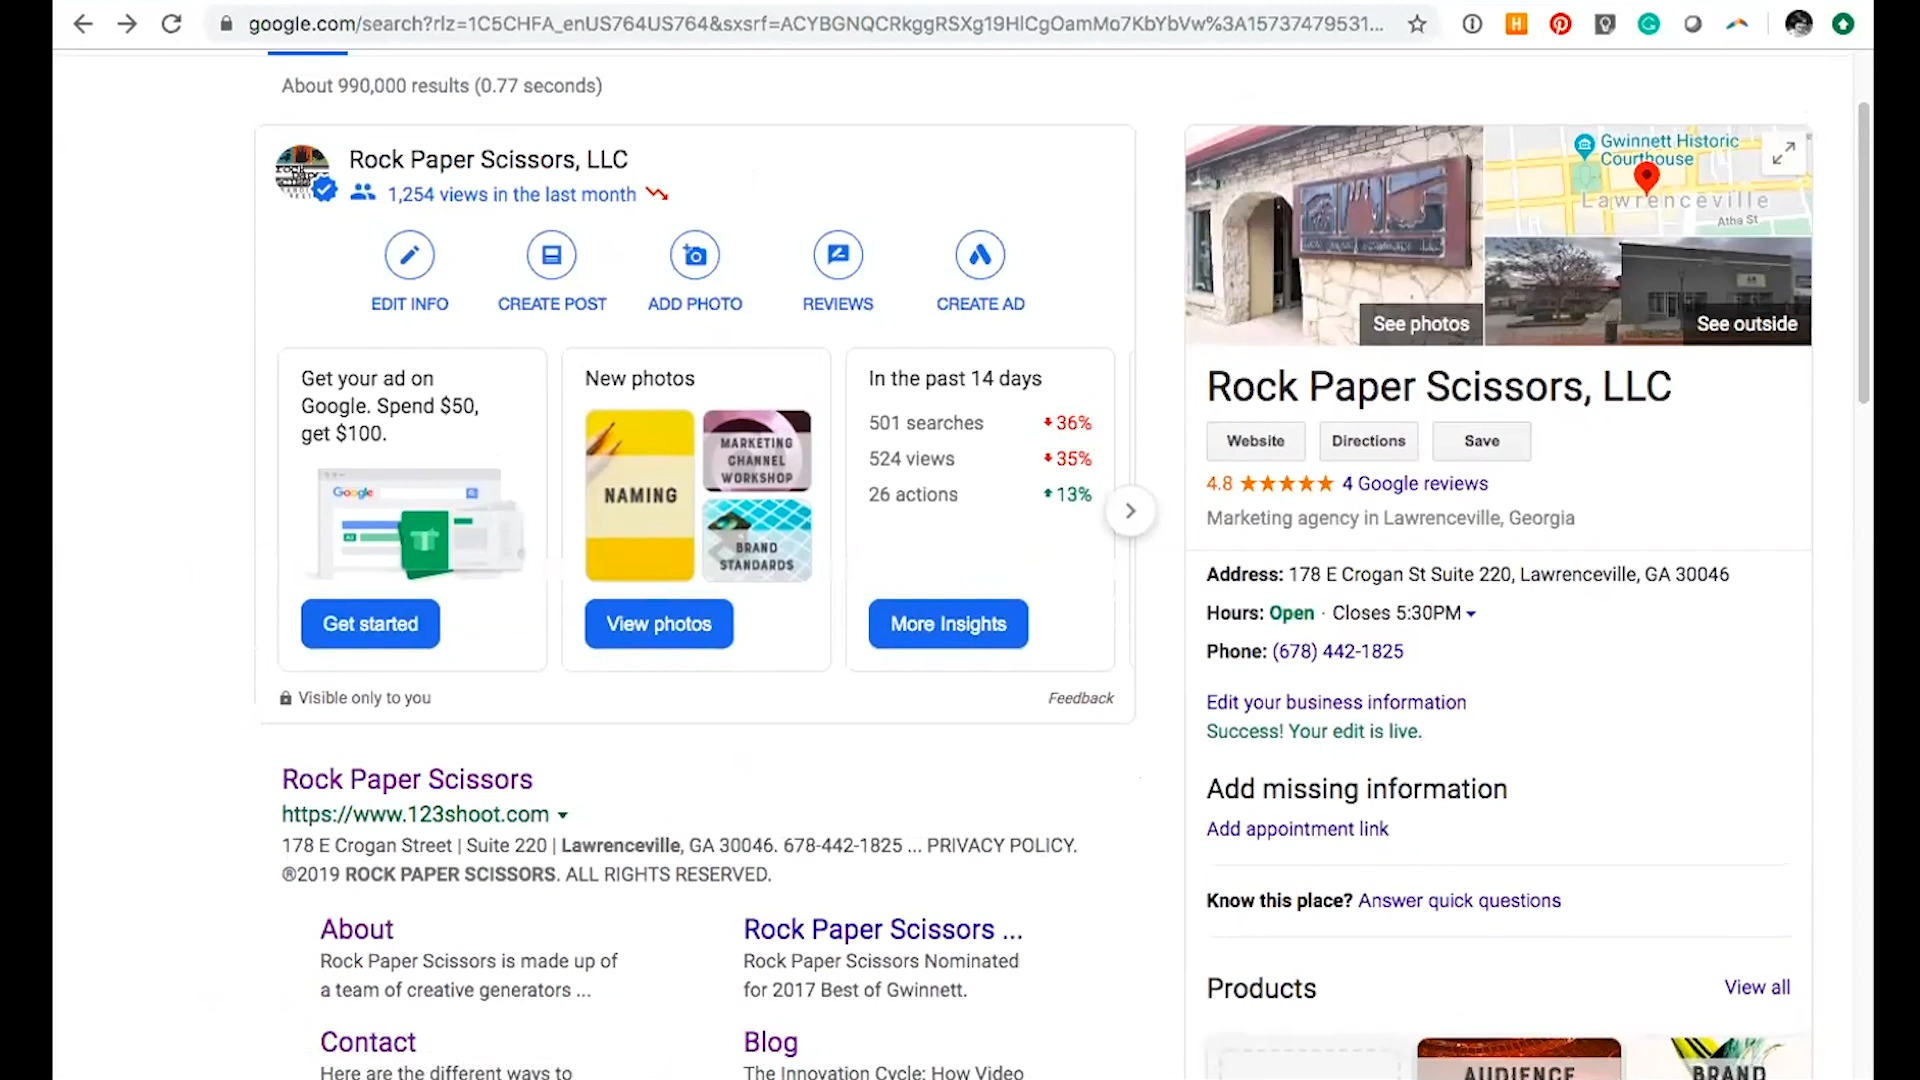 google.com/search?rlz=1C5CHFA_enUS764US764&sxsrf=ACYBGNQCRkggRSXg19HlCgOamMo7KbYbVw%3A15737479531...
About 990,000 results (0.77 seconds)
Rock Paper Scissors, LLC
1,254 views in the last month
EDIT INFO
CREATE POST
ADD PHOTO
REVIEWS
CREATE AD
Get your ad on
Google. Spend $50,
get $100.
Google
Get started
New photos
NAMING
MARKETING
CHANNEL
WORKSHOP
BRAND
STANDARDS
View photos
In the past 14 days
501 searches 36%
524 views 35%
26 actions 13%
More Insights
Visible only to you
Feedback
Rock Paper Scissors
https://www.123shoot.com
178 E Crogan Street | Suite 220 | Lawrenceville, GA 30046. 678-442-1825 ... PRIVACY POLICY.
®2019 ROCK PAPER SCISSORS. ALL RIGHTS RESERVED.
About
Rock Paper Scissors is made up of
a team of creative generators ...
Rock Paper Scissors ...
Rock Paper Scissors Nominated
for 2017 Best of Gwinnett.
Contact
Here are the different ways to
Blog
The Innovation Cycle: How Video
Gwinnett Historic
Courthouse
Lawrenceville
Atha St
See photos
See outside
Rock Paper Scissors, LLC
Website
Directions
Save
4.8 4 Google reviews
Marketing agency in Lawrenceville, Georgia
Address: 178 E Crogan St Suite 220, Lawrenceville, GA 30046
Hours: Open · Closes 5:30PM
Phone: (678) 442-1825
Edit your business information
Success! Your edit is live.
Add missing information
Add appointment link
Know this place? Answer quick questions
Products
View all
AUDIENCE
BRAND